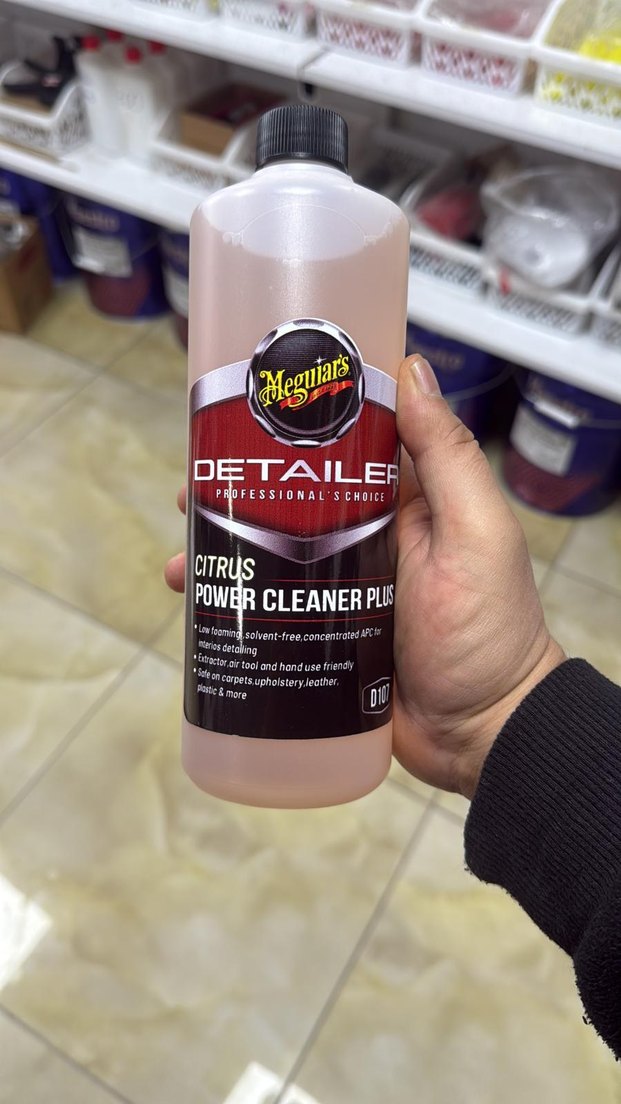 Meguiar's
DETAILER
PROFESSIONAL'S CHOICE
CITRUS
POWER CLEANER PLUS
• Low foaming,solvent-free,concentrated APC for
interios detailing
• Extractor,air tool and hand use friendly
• Safe on carpets,upholstery,leather,
plastic & more
D107